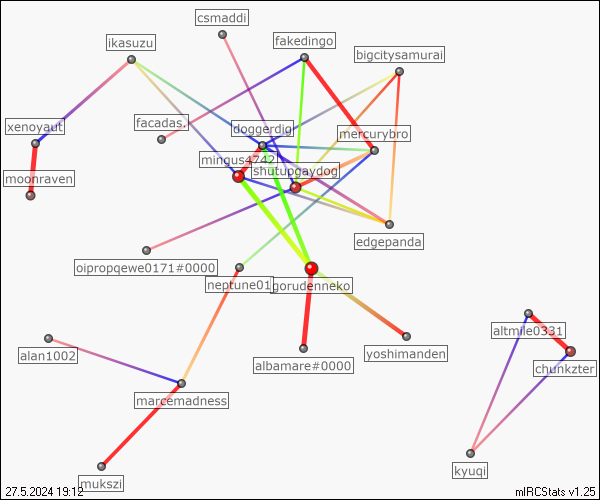 csmaddi
ikasuzu
fakedingo
bigcitysamurai
facadas.
xenoyaut
doggerdig
mercurybro
mingus4742
shutupgaydog
moonraven
edgepanda
oipropqewe0171#0000
neptune01
gorudenneko
altmile0331
alan1002
albamare#0000
yoshimanden
chunkzter
marcemadness
kyuqi
mukszi
27.5.2024 19:12
mIRCStats v1.25